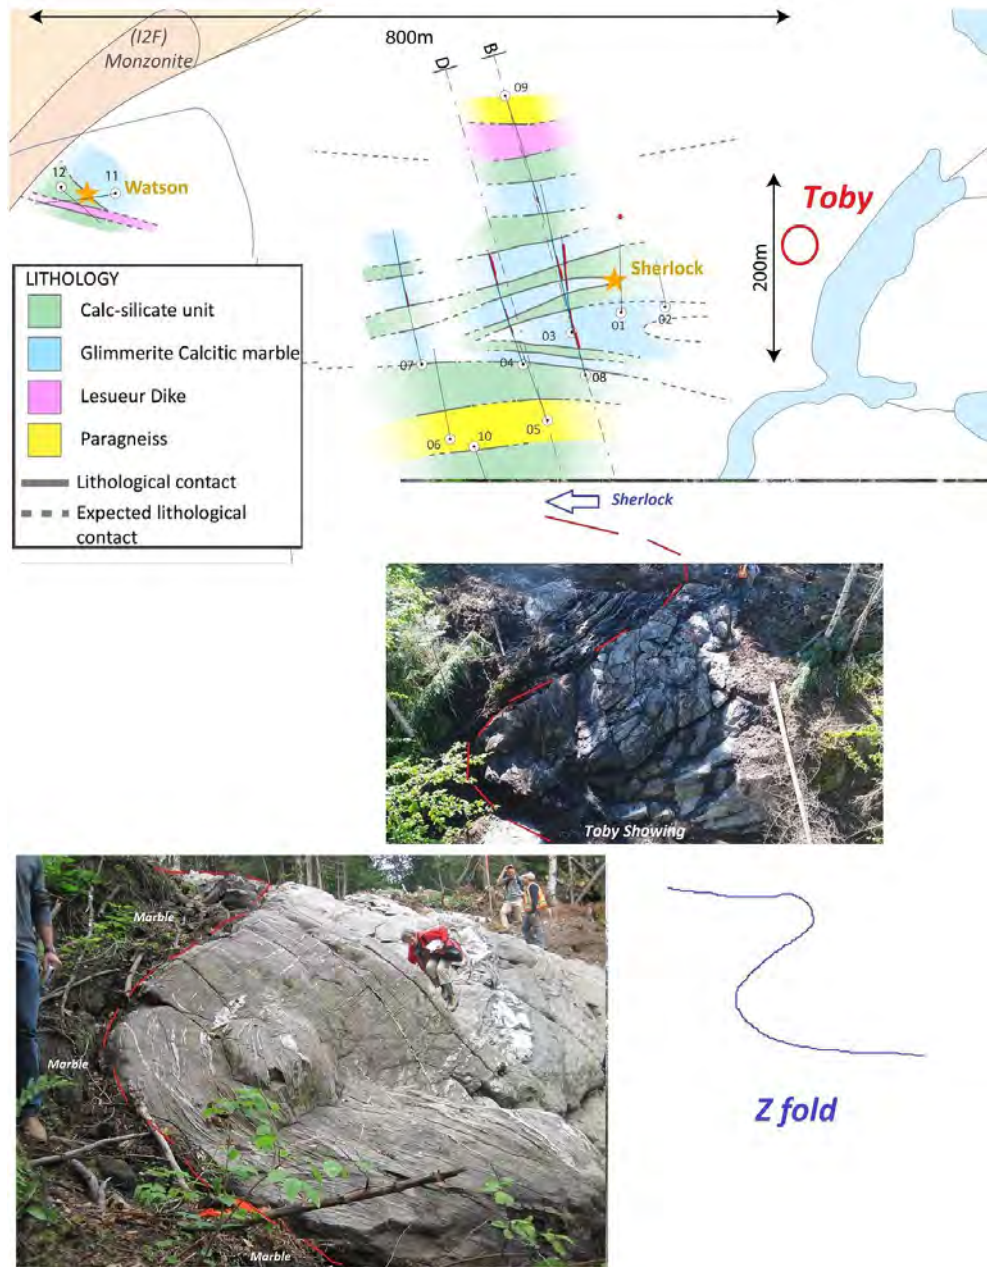 800m
(I2F)
Monzonite
D
B
09
12
11
Watson
Toby
200m
Sherlock
01
02
03
04
07
08
05
06
10
LITHOLOGY
Calc-silicate unit
Glimmerite Calcitic marble
Lesueur Dike
Paragneiss
Lithological contact
Expected lithological
contact
Sherlock
Toby Showing
Marble
Marble
Marble
Z fold